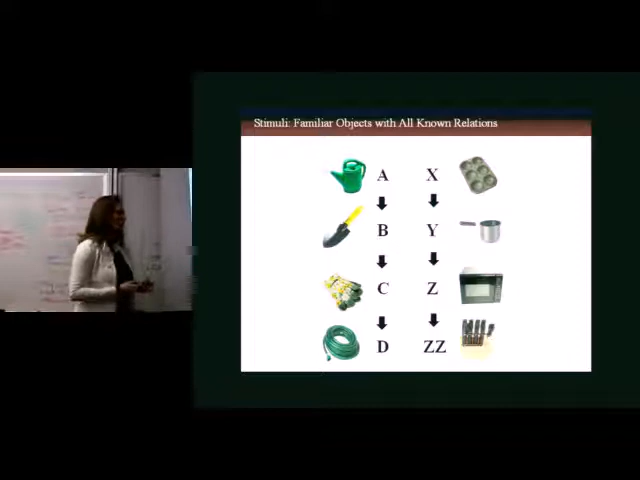 Stimuli: Familiar Objects with All Known Relations
A X
B Y
C Z
D ZZ